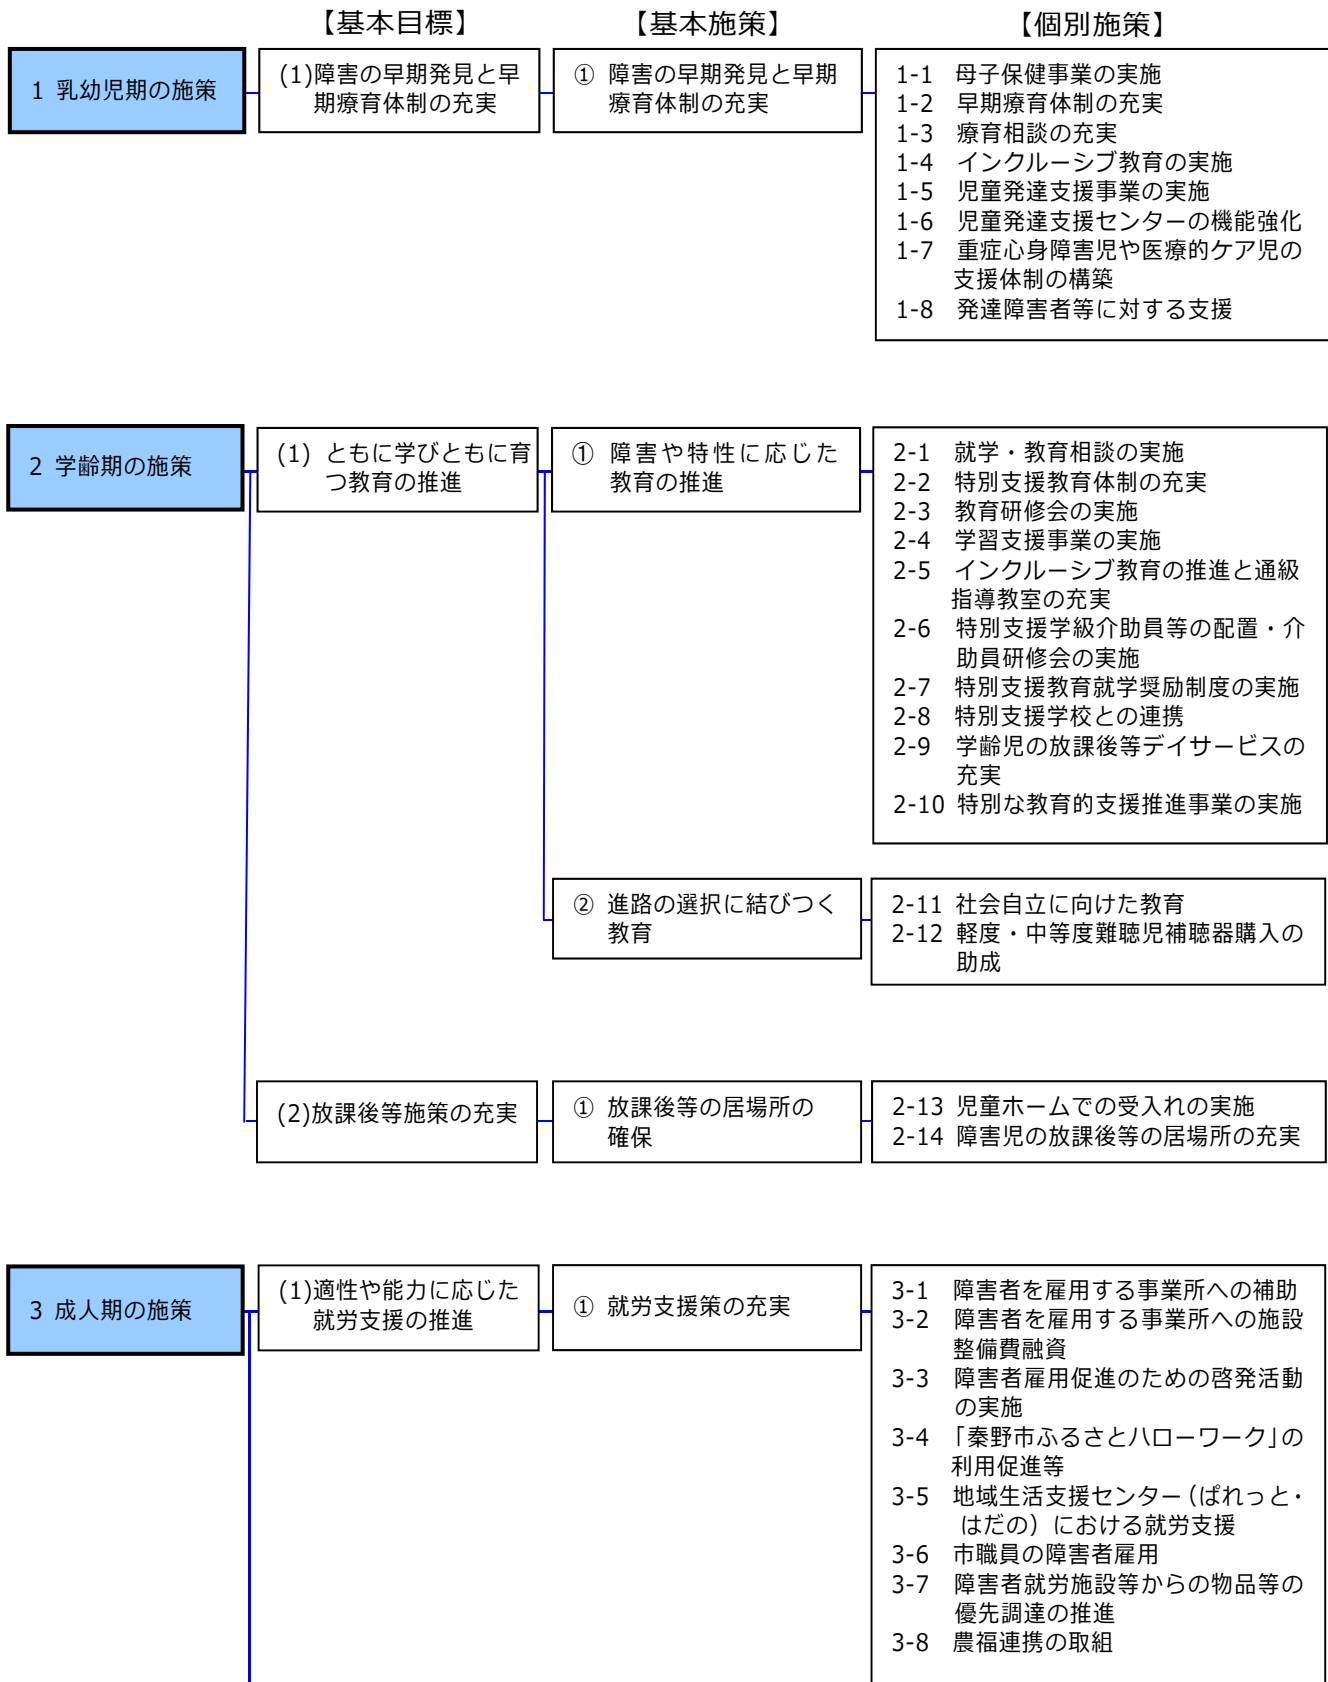 【基本目標】
【基本施策】
【個別施策】
1 乳幼児期の施策
(1)障害の早期発見と早
期療育体制の充実
① 障害の早期発見と早期
療育体制の充実
1-1 母子保健事業の実施
1-2 早期療育体制の充実
1-3 療育相談の充実
1-4 インクルーシブ教育の実施
1-5 児童発達支援事業の実施
1-6 児童発達支援センターの機能強化
1-7 重症心身障害児や医療的ケア児の
支援体制の構築
1-8 発達障害者等に対する支援
2 学齢期の施策
(1) ともに学びともに育
つ教育の推進
① 障害や特性に応じた
教育の推進
2-1 就学・教育相談の実施
2-2 特別支援教育体制の充実
2-3 教育研修会の実施
2-4 学習支援事業の実施
2-5 インクルーシブ教育の推進と通級
指導教室の充実
2-6 特別支援学級介助員等の配置・介
助員研修会の実施
2-7 特別支援教育就学奨励制度の実施
2-8 特別支援学校との連携
2-9 学齢児の放課後等デイサービスの
充実
2-10 特別な教育的支援推進事業の実施
② 進路の選択に結びつく
教育
2-11 社会自立に向けた教育
2-12 軽度・中等度難聴児補聴器購入の
助成
(2)放課後等施策の充実
① 放課後等の居場所の
確保
2-13 児童ホームでの受入れの実施
2-14 障害児の放課後等の居場所の充実
3 成人期の施策
(1)適性や能力に応じた
就労支援の推進
① 就労支援策の充実
3-1 障害者を雇用する事業所への補助
3-2 障害者を雇用する事業所への施設
整備費融資
3-3 障害者雇用促進のための啓発活動
の実施
3-4 「秦野市ふるさとハローワーク」の
利用促進等
3-5 地域生活支援センター(ぱれっと・
はだの）における就労支援
3-6 市職員の障害者雇用
3-7 障害者就労施設等からの物品等の
優先調達の推進
3-8 農福連携の取組